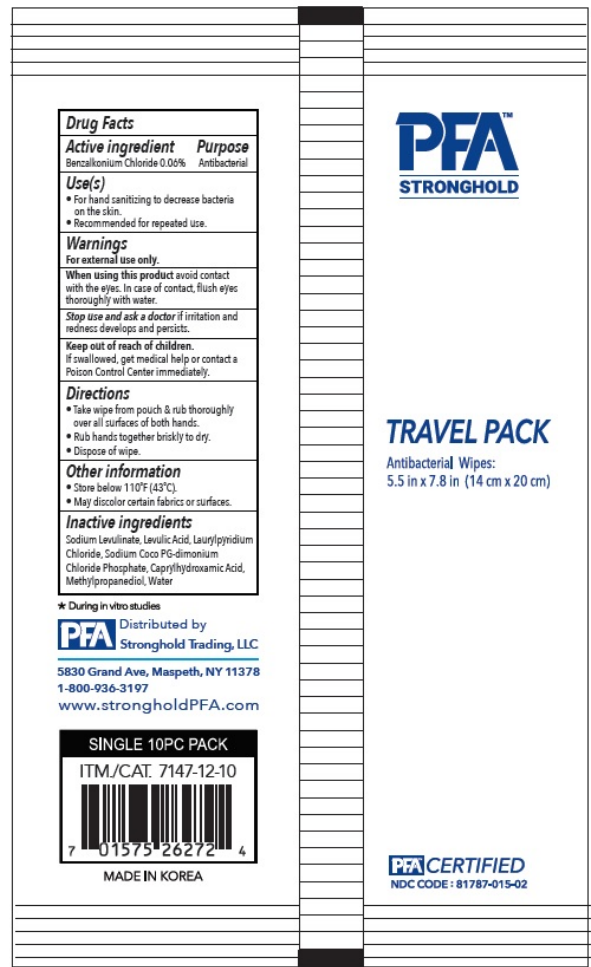 Drug Facts
Active ingredient Purpose
Benzalkonium Chloride 0.06% Antibacterial
Use(s)
• For hand sanitizing to decrease bacteria
on the skin.
• Recommended for repeated use.
Warnings
For external use only.
When using this product avoid contact
with the eyes. In case of contact, flush eyes
thoroughly with water.
Stop use and ask a doctor if irritation and
redness develops and persists.
Keep out of reach of children.
If swallowed, get medical help or contact a
Poison Control Center immediately.
Directions
• Take wipe from pouch & rub thoroughly
over all surfaces of both hands.
• Rub hands together briskly to dry.
• Dispose of wipe.
Other information
• Store below 110°F (43°C).
• May discolor certain fabrics or surfaces.
Inactive ingredients
Sodium Levulinate, Levulic Acid, Laurylpyridium
Chloride, Sodium Coco PG-dimonium
Chloride Phosphate, Caprylhydroxamic Acid,
Methylpropanediol, Water
* During in vitro studies
PFA Distributed by
Stronghold Trading, LLC
5830 Grand Ave, Maspeth, NY 11378
1-800-936-3197
www.strongholdPFA.com
SINGLE 10PC PACK
ITM./CAT. 7147-12-10
7 01575 26272 4
MADE IN KOREA
PFA™
STRONGHOLD
TRAVEL PACK
Antibacterial Wipes:
5.5 in x 7.8 in (14 cm x 20 cm)
PFA CERTIFIED
NDC CODE : 81787-015-02